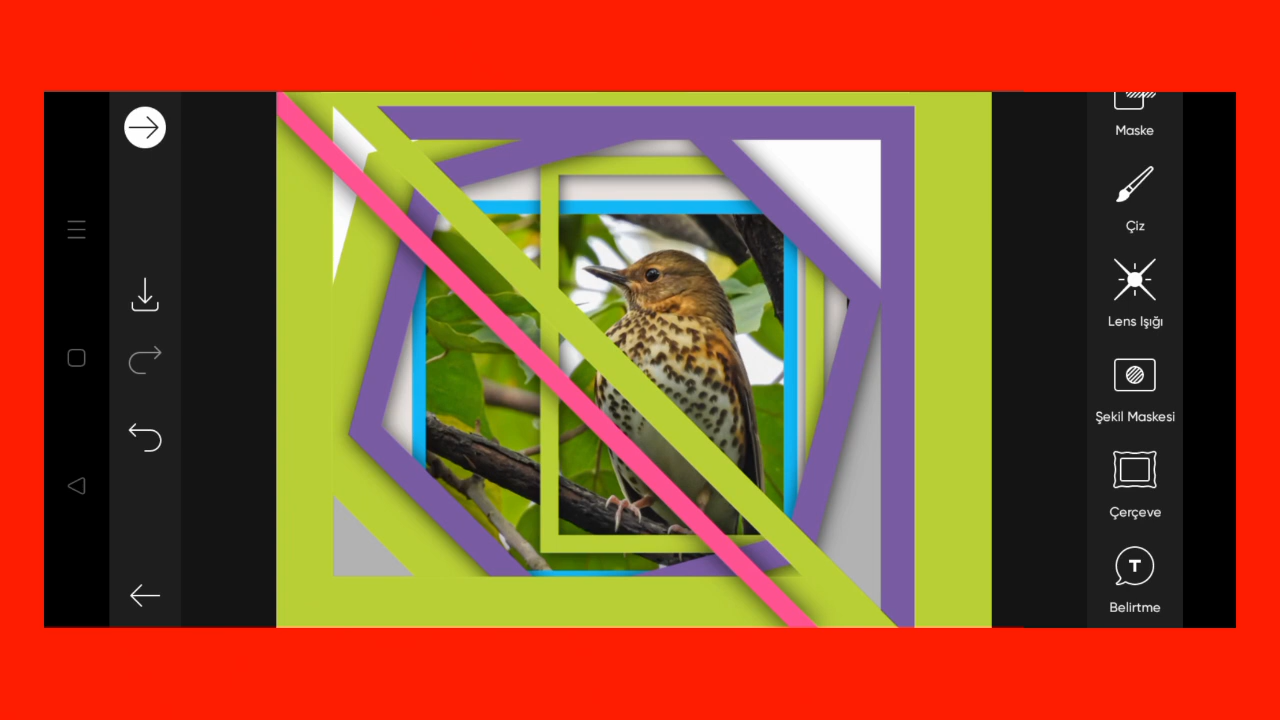 Maske
Çiz
Lens Işığı
Şekil Maskesi
Çerçeve
T
Belirtme